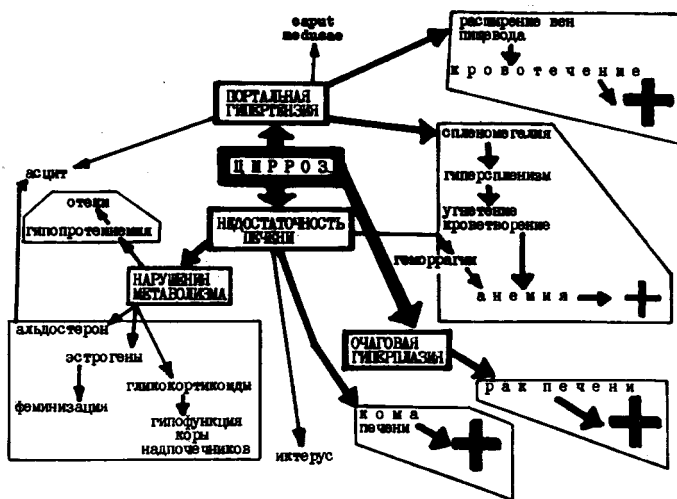 caput
medusae
расширение вен
пищевода
кровотечение
ПОРТАЛЬНАЯ
ГИПЕРТЕНЗИЯ
спленомегалия
ЦИРРОЗ
асцит
гиперспленизм
отеки
угнетение
кроветворение
гипопротеинемия
НЕДОСТАТОЧНОСТЬ
ПЕЧЕНИ
геморрагии
НАРУШЕНИЯ
МЕТАБОЛИЗМА
анемия
альдостерон
эстрогены
ОЧАГОВАЯ
ГИПЕРПЛАЗИЯ
гликокортикоиды
рак печени
феминизация
гипофункция
коры
надпочечников
кома
печени
иктерус